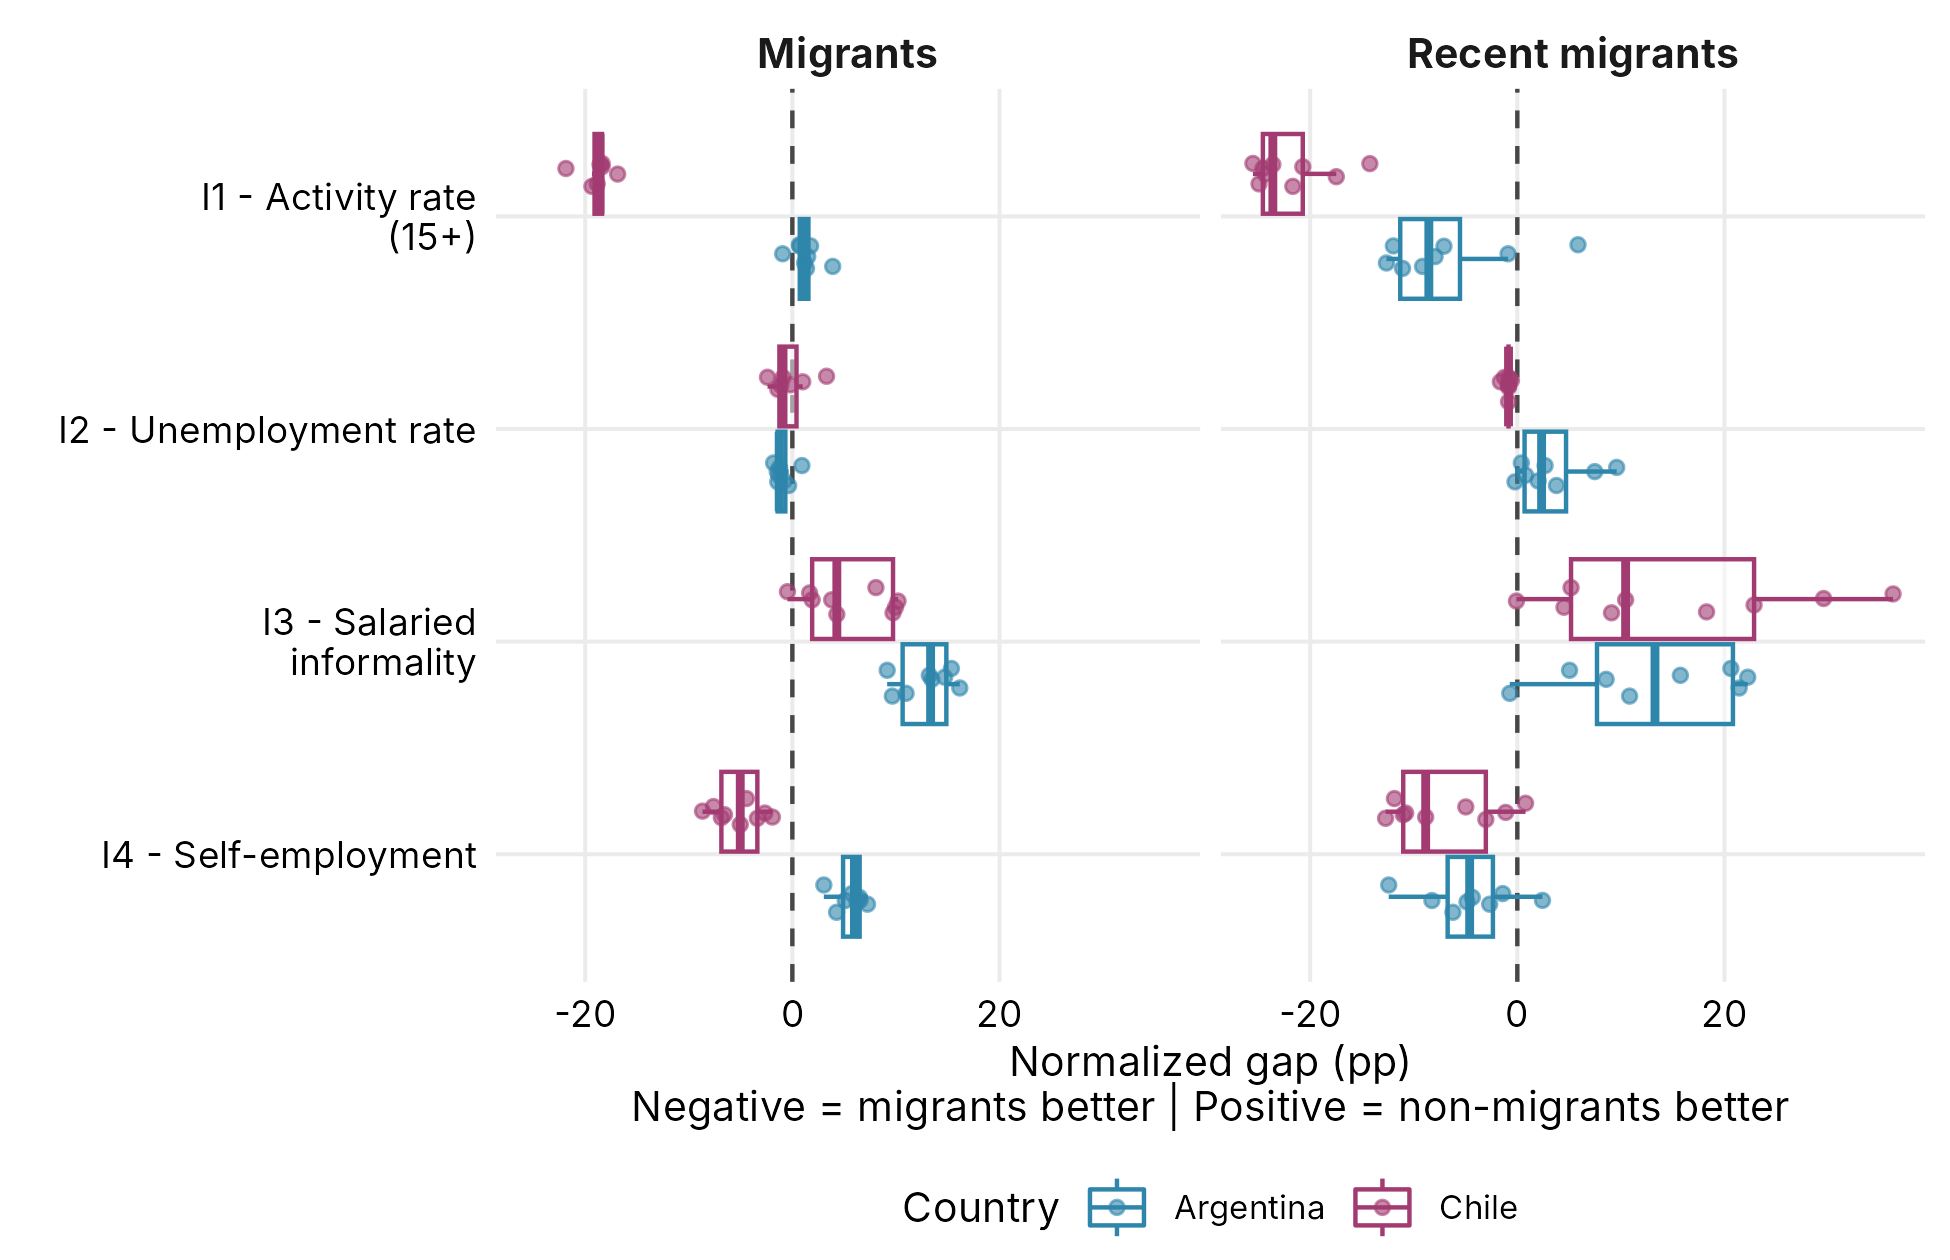 Migrants
Recent migrants
I1 - Activity rate
(15+)
I2 - Unemployment rate
I3 - Salaried
informality
I4 - Self-employment
-20 0 20
-20 0 20
Normalized gap (pp)
Negative = migrants better | Positive = non-migrants better
Country Argentina Chile